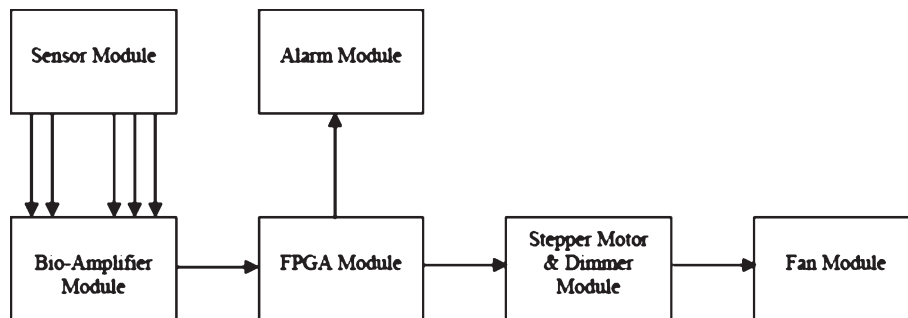 Sensor Module
Alarm Module
Bio-Amplifier
Module
FPGA Module
Stepper Motor
& Dimmer
Module
Fan Module